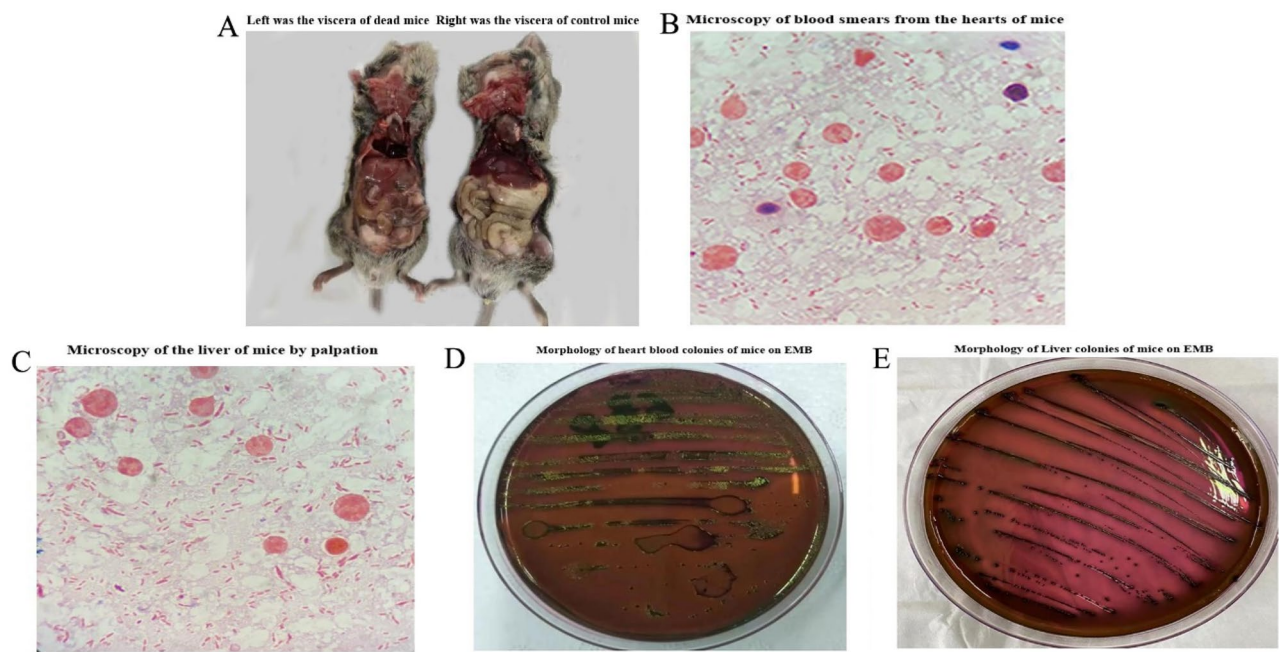 A
Left was the viscera of dead mice Right was the viscera of control mice
B
Microscopy of blood smears from the hearts of mice
C
Microscopy of the liver of mice by palpation
D
Morphology of heart blood colonies of mice on EMB
E
Morphology of Liver colonies of mice on EMB